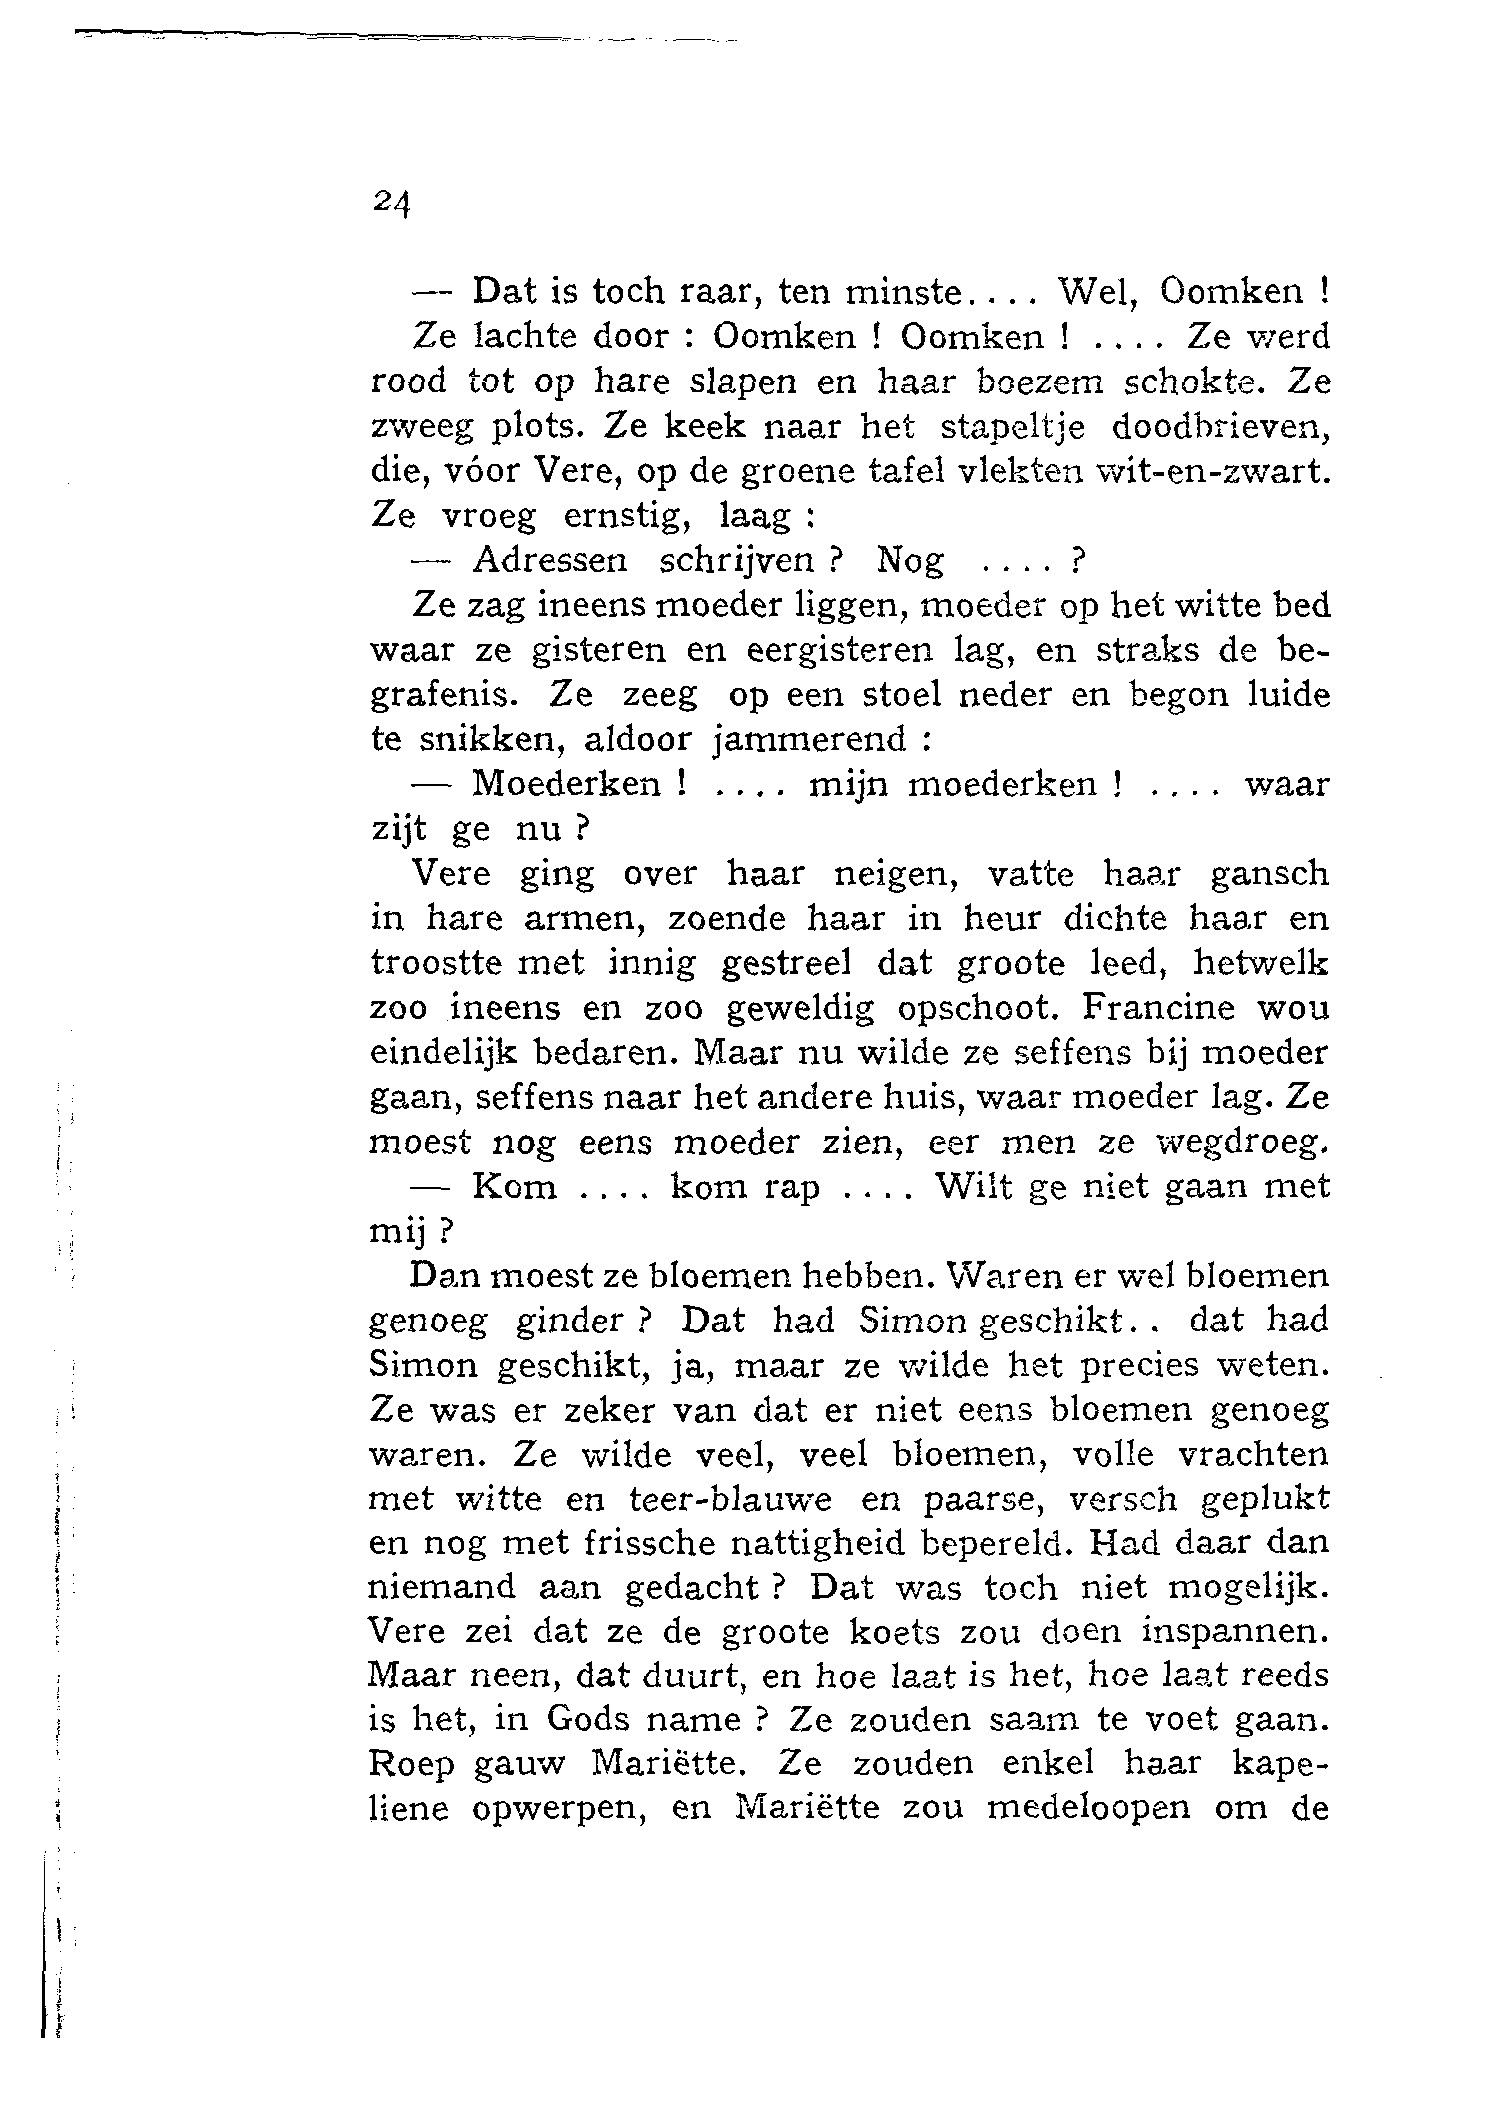 24
— Dat is toch raar, ten minste.... Wel, Oomken !
Ze lachte door : Oomken ! Oomken ! .... Ze werd
rood tot op hare slapen en haar boezem schokte. Ze
zweeg plots. Ze keek naar het stapeltje doodbrieven,
die, vóor Vere, op de groene tafel vlekten wit-en-zwart.
Ze vroeg ernstig, laag :
— Adressen schrijven ? Nog .... ?
Ze zag ineens moeder liggen, moeder op het witte bed
waar ze gisteren en eergisteren lag, en straks de be-
grafenis. Ze zeeg op een stoel neder en begon luide
te snikken, aldoor jammerend :
— Moederken ! .... mijn moederken ! .... waar
zijt ge nu ?
Vere ging over haar neigen, vatte haar gansch
in hare armen, zoende haar in heur dichte haar en
troostte met innig gestreel dat groote leed, hetwelk
zoo ineens en zoo geweldig opschoot. Francine wou
eindelijk bedaren. Maar nu wilde ze seffens bij moeder
gaan, seffens naar het andere huis, waar moeder lag. Ze
moest nog eens moeder zien, eer men ze wegdroeg.
— Kom .... kom rap .... Wilt ge niet gaan met
mij ?
Dan moest ze bloemen hebben. Waren er wel bloemen
genoeg ginder ? Dat had Simon geschikt.. dat had
Simon geschikt, ja, maar ze wilde het precies weten.
Ze was er zeker van dat er niet eens bloemen genoeg
waren. Ze wilde veel, veel bloemen, volle vrachten
met witte en teer-blauwe en paarse, versch geplukt
en nog met frissche nattigheid bepereld. Had daar dan
niemand aan gedacht ? Dat was toch niet mogelijk.
Vere zei dat ze de groote koets zou doen inspannen.
Maar neen, dat duurt, en hoe laat is het, hoe laat reeds
is het, in Gods name ? Ze zouden saam te voet gaan.
Roep gauw Mariëtte. Ze zouden enkel haar kape-
liene opwerpen, en Mariëtte zou medeloopen om de